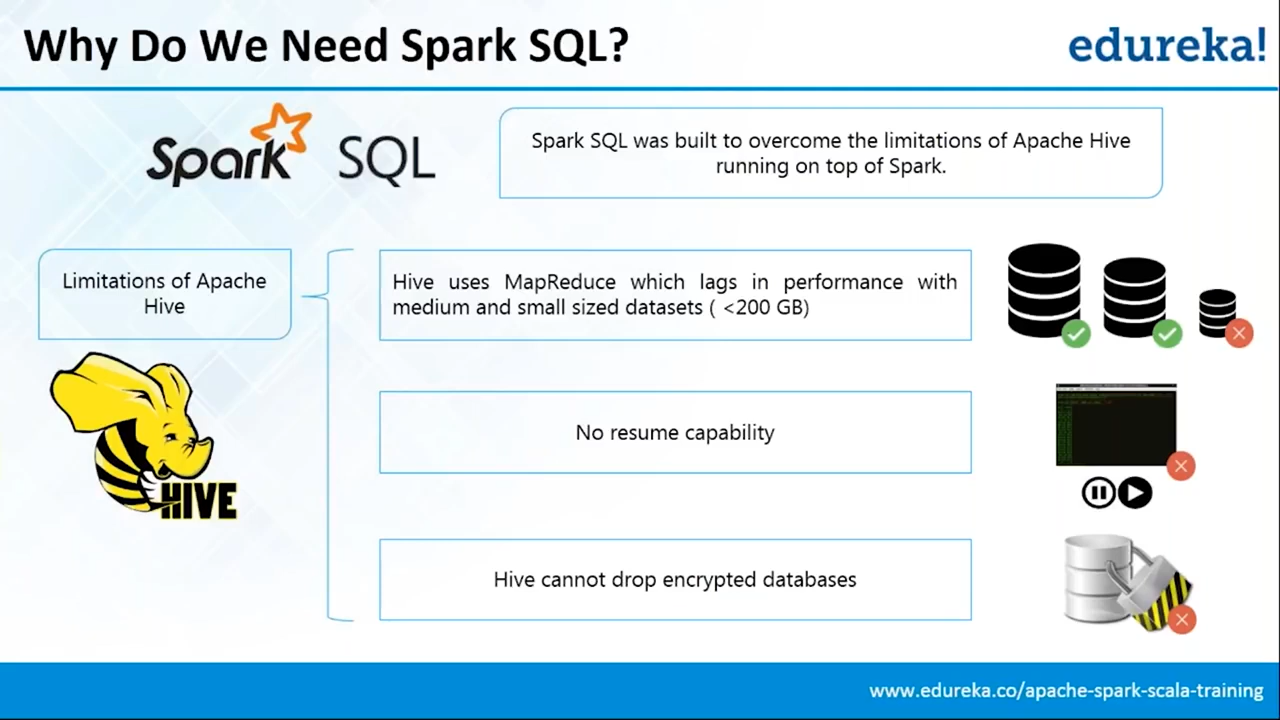 Why Do We Need Spark SQL?
edureka!
Spark SQL
Spark SQL was built to overcome the limitations of Apache Hive
running on top of Spark.
Limitations of Apache
Hive
Hive uses MapReduce which lags in performance with
medium and small sized datasets ( <200 GB)
HIVE
No resume capability
Hive cannot drop encrypted databases
www.edureka.co/apache-spark-scala-training